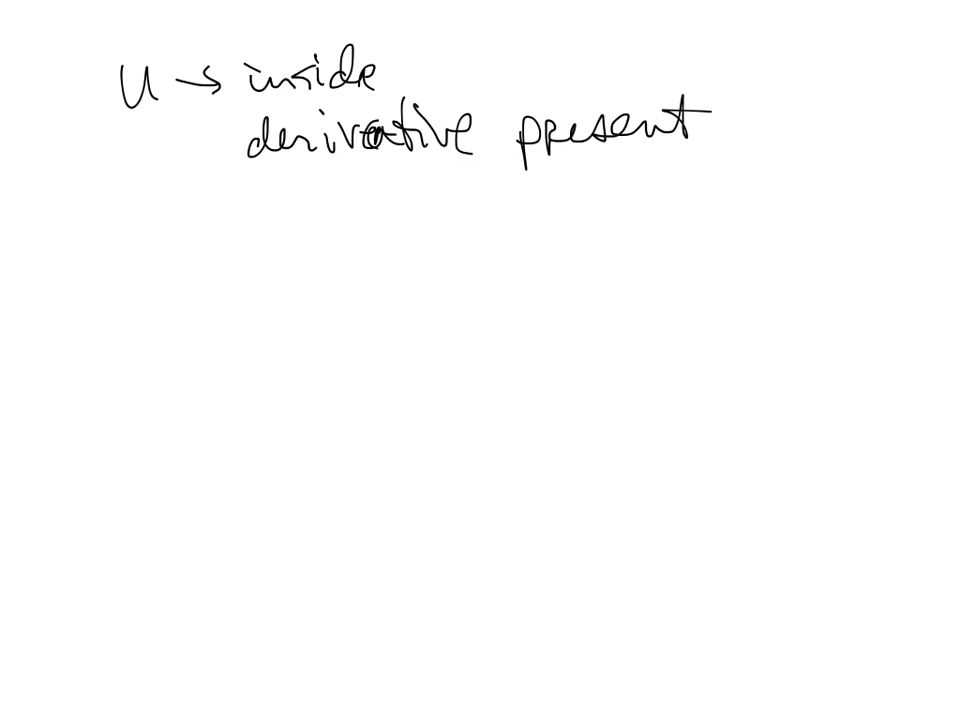 u → inside
derivative present